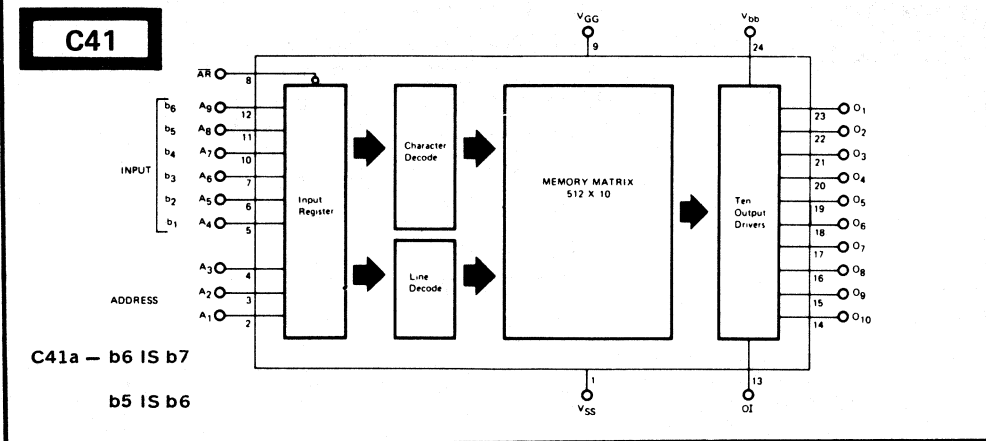 C41
VGG
9
Vbb
24
AR
8
b6 A9 12
b5 A8 11
b4 A7 10
b3 A6 7
b2 A5 6
b1 A4 5
INPUT
A3 4
A2 3
A1 2
ADDRESS
Input
Register
Character
Decode
Line
Decode
MEMORY MATRIX
512 X 10
Ten
Output
Drivers
23 O1
22 O2
21 O3
20 O4
19 O5
18 O6
17 O7
16 O8
15 O9
14 O10
1
VSS
13
OI
C41a — b6 IS b7
b5 IS b6